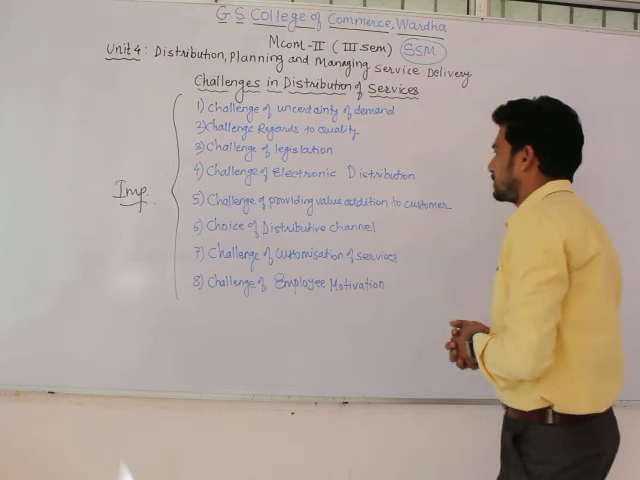 G.S. College of Commerce, Wardha
Mcom-II (III sem) SSM
Unit 4: Distribution, Planning and Managing Service Delivery
Challenges in Distribution of Services
1) Challenge of uncertainty of demand
2) Challenge Regards to Quality
3) Challenge of legislation
4) Challenge of Electronic Distribution
5) Challenge of providing value addition to customer
Imp.
6) Choice of Distributive channel
7) Challenge of Customisation of services
8) Challenge of Employee Motivation